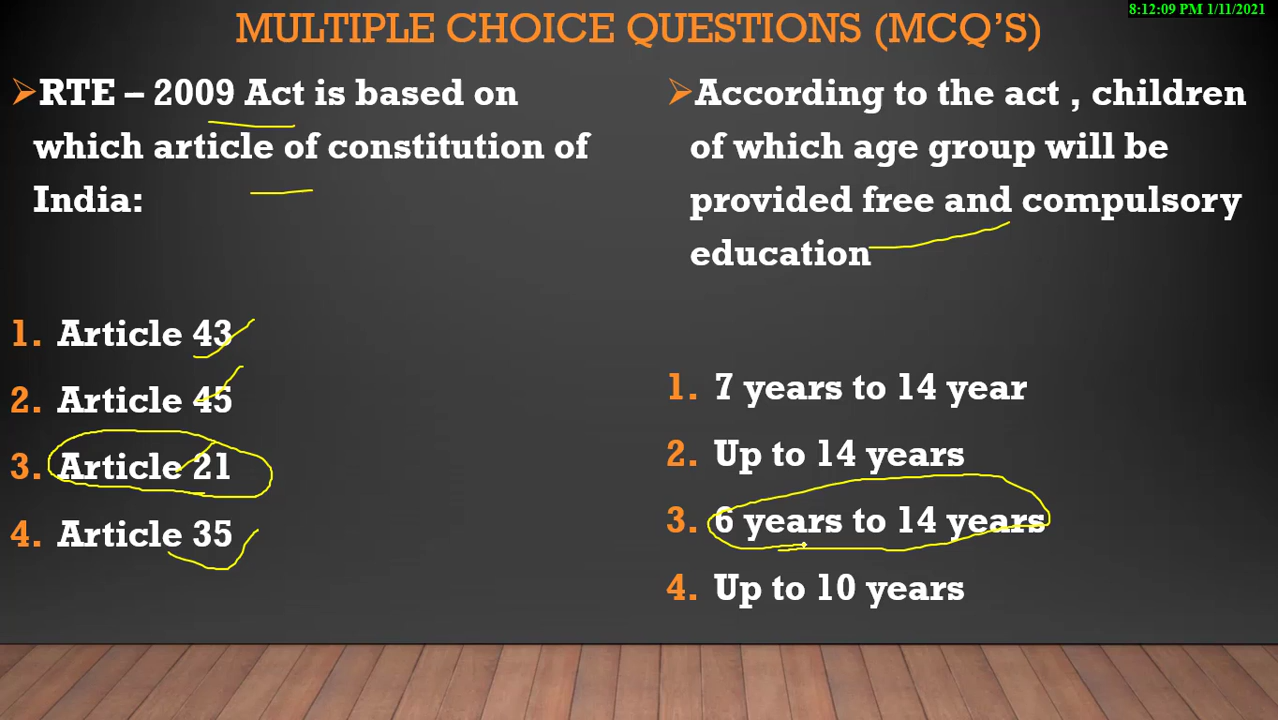 8:12:09 PM 1/11/2021
MULTIPLE CHOICE QUESTIONS (MCQ'S)
➢RTE – 2009 Act is based on
which article of constitution of
India:
1. Article 43
2. Article 45
3. Article 21
4. Article 35
➢According to the act , children
of which age group will be
provided free and compulsory
education
1. 7 years to 14 year
2. Up to 14 years
3. 6 years to 14 years
4. Up to 10 years